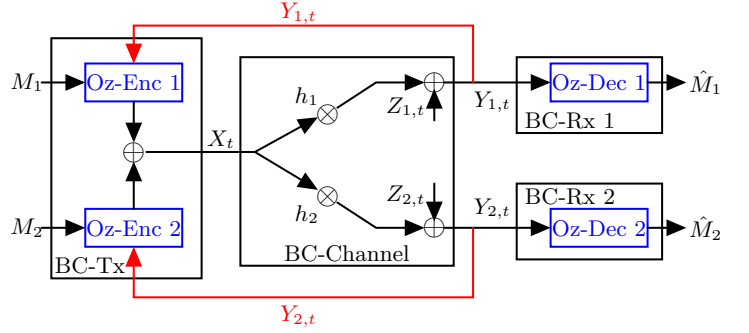 Y₁,ₜ
M₁
Oz-Enc 1
h₁
Z₁,ₜ
Y₁,ₜ
Oz-Dec 1
M̂₁
BC-Rx 1
Xₜ
M₂
Oz-Enc 2
BC-Tx
h₂
Z₂,ₜ
Y₂,ₜ
BC-Channel
BC-Rx 2
Oz-Dec 2
M̂₂
Y₂,ₜ